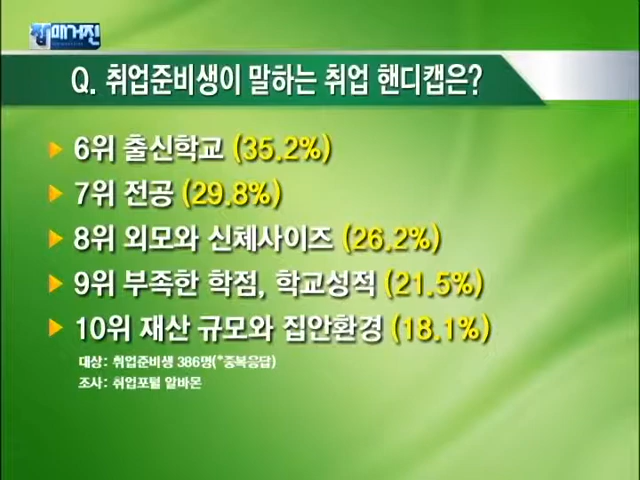 잡매거진
Q. 취업준비생이 말하는 취업 핸디캡은?
▶ 6위 출신학교 (35.2%)
▶ 7위 전공 (29.8%)
▶ 8위 외모와 신체사이즈 (26.2%)
▶ 9위 부족한 학점, 학교성적 (21.5%)
▶ 10위 재산 규모와 집안환경 (18.1%)
대상: 취업준비생 386명(*중복응답)
조사: 취업포털 알바몬